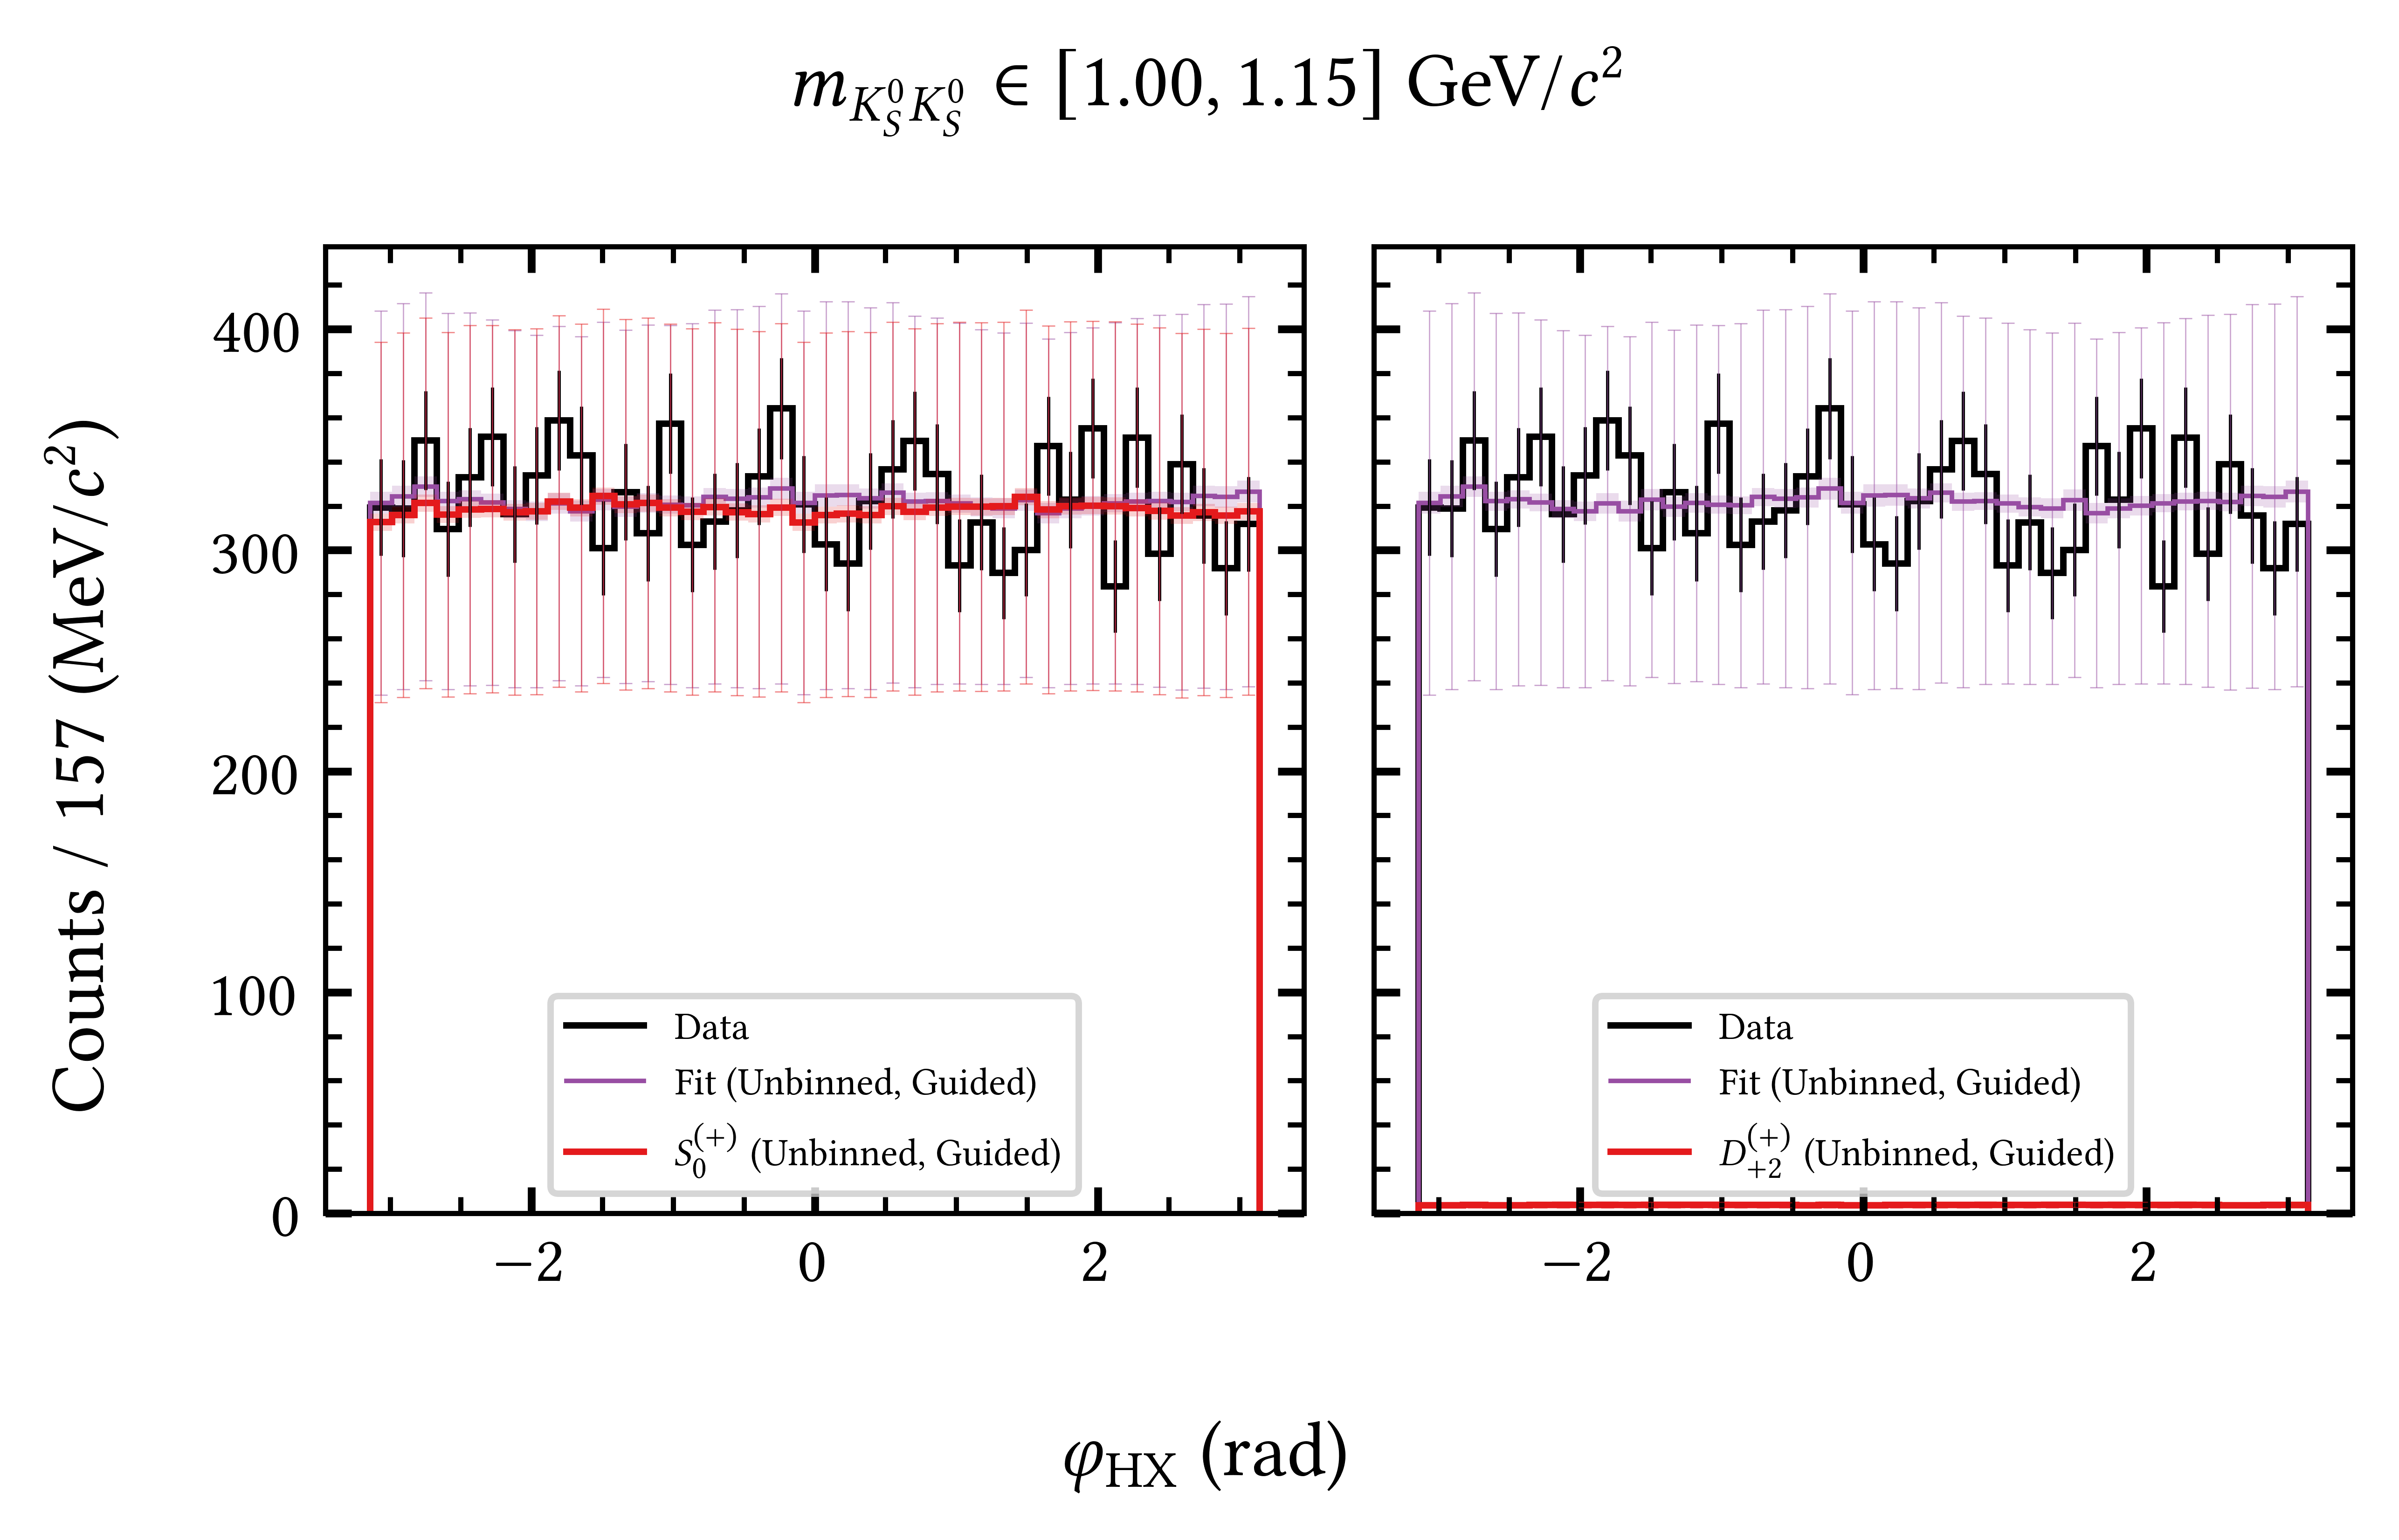 m_{K_S^0 K_S^0} ∈ [1.00, 1.15] GeV/c²
Counts / 157 (MeV/c²)
400
300
200
100
0
Data
Fit (Unbinned, Guided)
S_0^{(+)} (Unbinned, Guided)
Data
Fit (Unbinned, Guided)
D_{+2}^{(+)} (Unbinned, Guided)
−2 0 2
−2 0 2
φ_{HX} (rad)